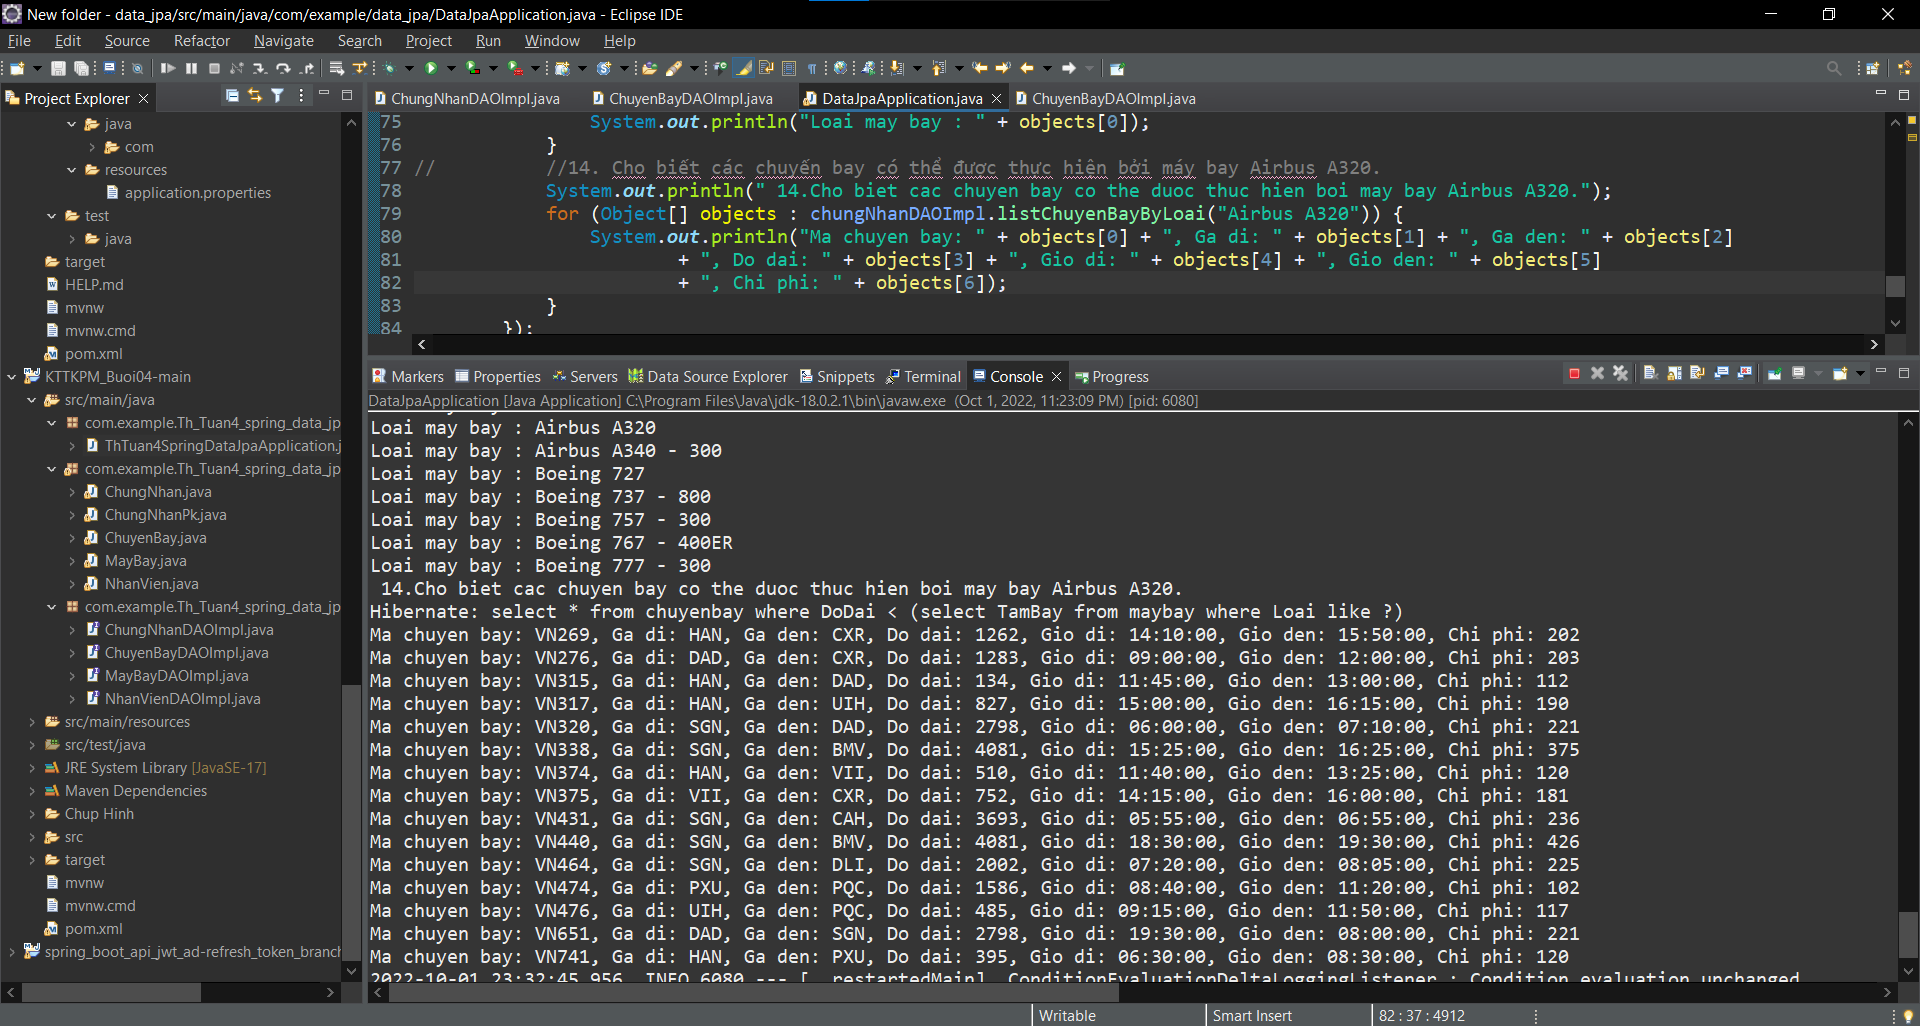 New folder - data_jpa/src/main/java/com/example/data_jpa/DataJpaApplication.java - Eclipse IDE
File Edit Source Refactor Navigate Search Project Run Window Help
Project Explorer
java
com
resources
application.properties
test
java
target
HELP.md
mvnw
mvnw.cmd
pom.xml
KTTKPM_Buoi04-main
src/main/java
com.example.Th_Tuan4_spring_data_jp
ThTuan4SpringDataJpaApplication.j
com.example.Th_Tuan4_spring_data_jp
ChungNhan.java
ChungNhanPk.java
ChuyenBay.java
MayBay.java
NhanVien.java
com.example.Th_Tuan4_spring_data_jp
ChungNhanDAOImpl.java
ChuyenBayDAOImpl.java
MayBayDAOImpl.java
NhanVienDAOImpl.java
src/main/resources
src/test/java
JRE System Library [JavaSE-17]
Maven Dependencies
Chup Hinh
src
target
mvnw
mvnw.cmd
pom.xml
spring_boot_api_jwt_ad-refresh_token_branch
ChungNhanDAOImpl.java ChuyenBayDAOImpl.java DataJpaApplication.java ChuyenBayDAOImpl.java
75 System.out.println("Loai may bay : " + objects[0]);
76 }
77 // //14. Cho biết các chuyến bay có thể được thực hiện bởi máy bay Airbus A320.
78 System.out.println(" 14.Cho biet cac chuyen bay co the duoc thuc hien boi may bay Airbus A320.");
79 for (Object[] objects : chungNhanDAOImpl.listChuyenBayByLoai("Airbus A320")) {
80 System.out.println("Ma chuyen bay: " + objects[0] + ", Ga di: " + objects[1] + ", Ga den: " + objects[2]
81 + ", Do dai: " + objects[3] + ", Gio di: " + objects[4] + ", Gio den: " + objects[5]
82 + ", Chi phi: " + objects[6]);
83 }
84 });
Markers Properties Servers Data Source Explorer Snippets Terminal Console Progress
DataJpaApplication [Java Application] C:\Program Files\Java\jdk-18.0.2.1\bin\javaw.exe (Oct 1, 2022, 11:23:09 PM) [pid: 6080]
Loai may bay : Airbus A320
Loai may bay : Airbus A340 - 300
Loai may bay : Boeing 727
Loai may bay : Boeing 737 - 800
Loai may bay : Boeing 757 - 300
Loai may bay : Boeing 767 - 400ER
Loai may bay : Boeing 777 - 300
14.Cho biet cac chuyen bay co the duoc thuc hien boi may bay Airbus A320.
Hibernate: select * from chuyenbay where DoDai < (select TamBay from maybay where Loai like ?)
Ma chuyen bay: VN269, Ga di: HAN, Ga den: CXR, Do dai: 1262, Gio di: 14:10:00, Gio den: 15:50:00, Chi phi: 202
Ma chuyen bay: VN276, Ga di: DAD, Ga den: CXR, Do dai: 1283, Gio di: 09:00:00, Gio den: 12:00:00, Chi phi: 203
Ma chuyen bay: VN315, Ga di: HAN, Ga den: DAD, Do dai: 134, Gio di: 11:45:00, Gio den: 13:00:00, Chi phi: 112
Ma chuyen bay: VN317, Ga di: HAN, Ga den: UIH, Do dai: 827, Gio di: 15:00:00, Gio den: 16:15:00, Chi phi: 190
Ma chuyen bay: VN320, Ga di: SGN, Ga den: DAD, Do dai: 2798, Gio di: 06:00:00, Gio den: 07:10:00, Chi phi: 221
Ma chuyen bay: VN338, Ga di: SGN, Ga den: BMV, Do dai: 4081, Gio di: 15:25:00, Gio den: 16:25:00, Chi phi: 375
Ma chuyen bay: VN374, Ga di: HAN, Ga den: VII, Do dai: 510, Gio di: 11:40:00, Gio den: 13:25:00, Chi phi: 120
Ma chuyen bay: VN375, Ga di: VII, Ga den: CXR, Do dai: 752, Gio di: 14:15:00, Gio den: 16:00:00, Chi phi: 181
Ma chuyen bay: VN431, Ga di: SGN, Ga den: CAH, Do dai: 3693, Gio di: 05:55:00, Gio den: 06:55:00, Chi phi: 236
Ma chuyen bay: VN440, Ga di: SGN, Ga den: BMV, Do dai: 4081, Gio di: 18:30:00, Gio den: 19:30:00, Chi phi: 426
Ma chuyen bay: VN464, Ga di: SGN, Ga den: DLI, Do dai: 2002, Gio di: 07:20:00, Gio den: 08:05:00, Chi phi: 225
Ma chuyen bay: VN474, Ga di: PXU, Ga den: PQC, Do dai: 1586, Gio di: 08:40:00, Gio den: 11:20:00, Chi phi: 102
Ma chuyen bay: VN476, Ga di: UIH, Ga den: PQC, Do dai: 485, Gio di: 09:15:00, Gio den: 11:50:00, Chi phi: 117
Ma chuyen bay: VN651, Ga di: DAD, Ga den: SGN, Do dai: 2798, Gio di: 19:30:00, Gio den: 08:00:00, Chi phi: 221
Ma chuyen bay: VN741, Ga di: HAN, Ga den: PXU, Do dai: 395, Gio di: 06:30:00, Gio den: 08:30:00, Chi phi: 120
2022-10-01 23:32:45.956 INFO 6080 --- [ restartedMain] ConditionEvaluationDeltaLoggingListener : Condition evaluation unchanged
Writable Smart Insert 82 : 37 : 4912